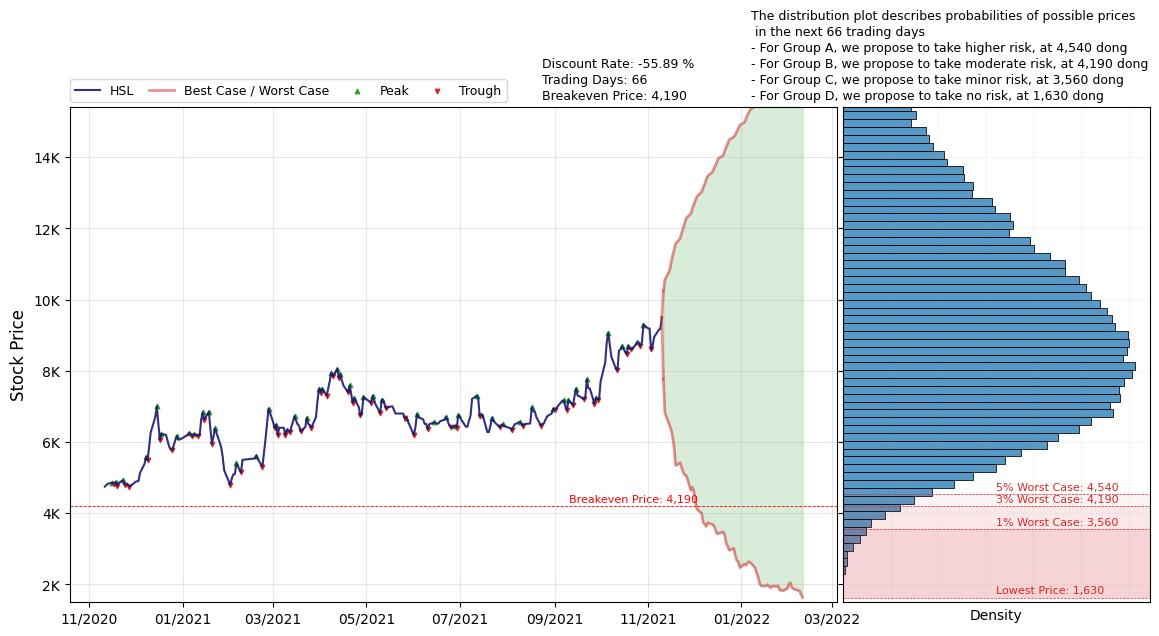 The distribution plot describes probabilities of possible prices
in the next 66 trading days
- For Group A, we propose to take higher risk, at 4,540 dong
- For Group B, we propose to take moderate risk, at 4,190 dong
- For Group C, we propose to take minor risk, at 3,560 dong
- For Group D, we propose to take no risk, at 1,630 dong
Discount Rate: -55.89 %
Trading Days: 66
Breakeven Price: 4,190
HSL
Best Case / Worst Case
Peak
Trough
Stock Price
14K
12K
10K
8K
6K
4K
2K
Breakeven Price: 4,190
5% Worst Case: 4,540
3% Worst Case: 4,190
1% Worst Case: 3,560
Lowest Price: 1,630
11/2020
01/2021
03/2021
05/2021
07/2021
09/2021
11/2021
01/2022
03/2022
Density